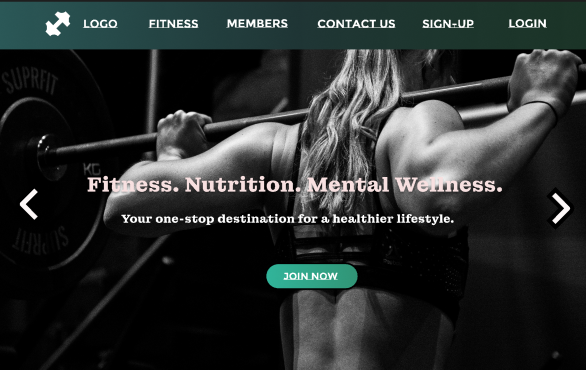 LOGO FITNESS MEMBERS CONTACT US SIGN-UP LOGIN
SUPRFIT
KG
SUPRFIT
Fitness. Nutrition. Mental Wellness.
Your one-stop destination for a healthier lifestyle.
JOIN NOW